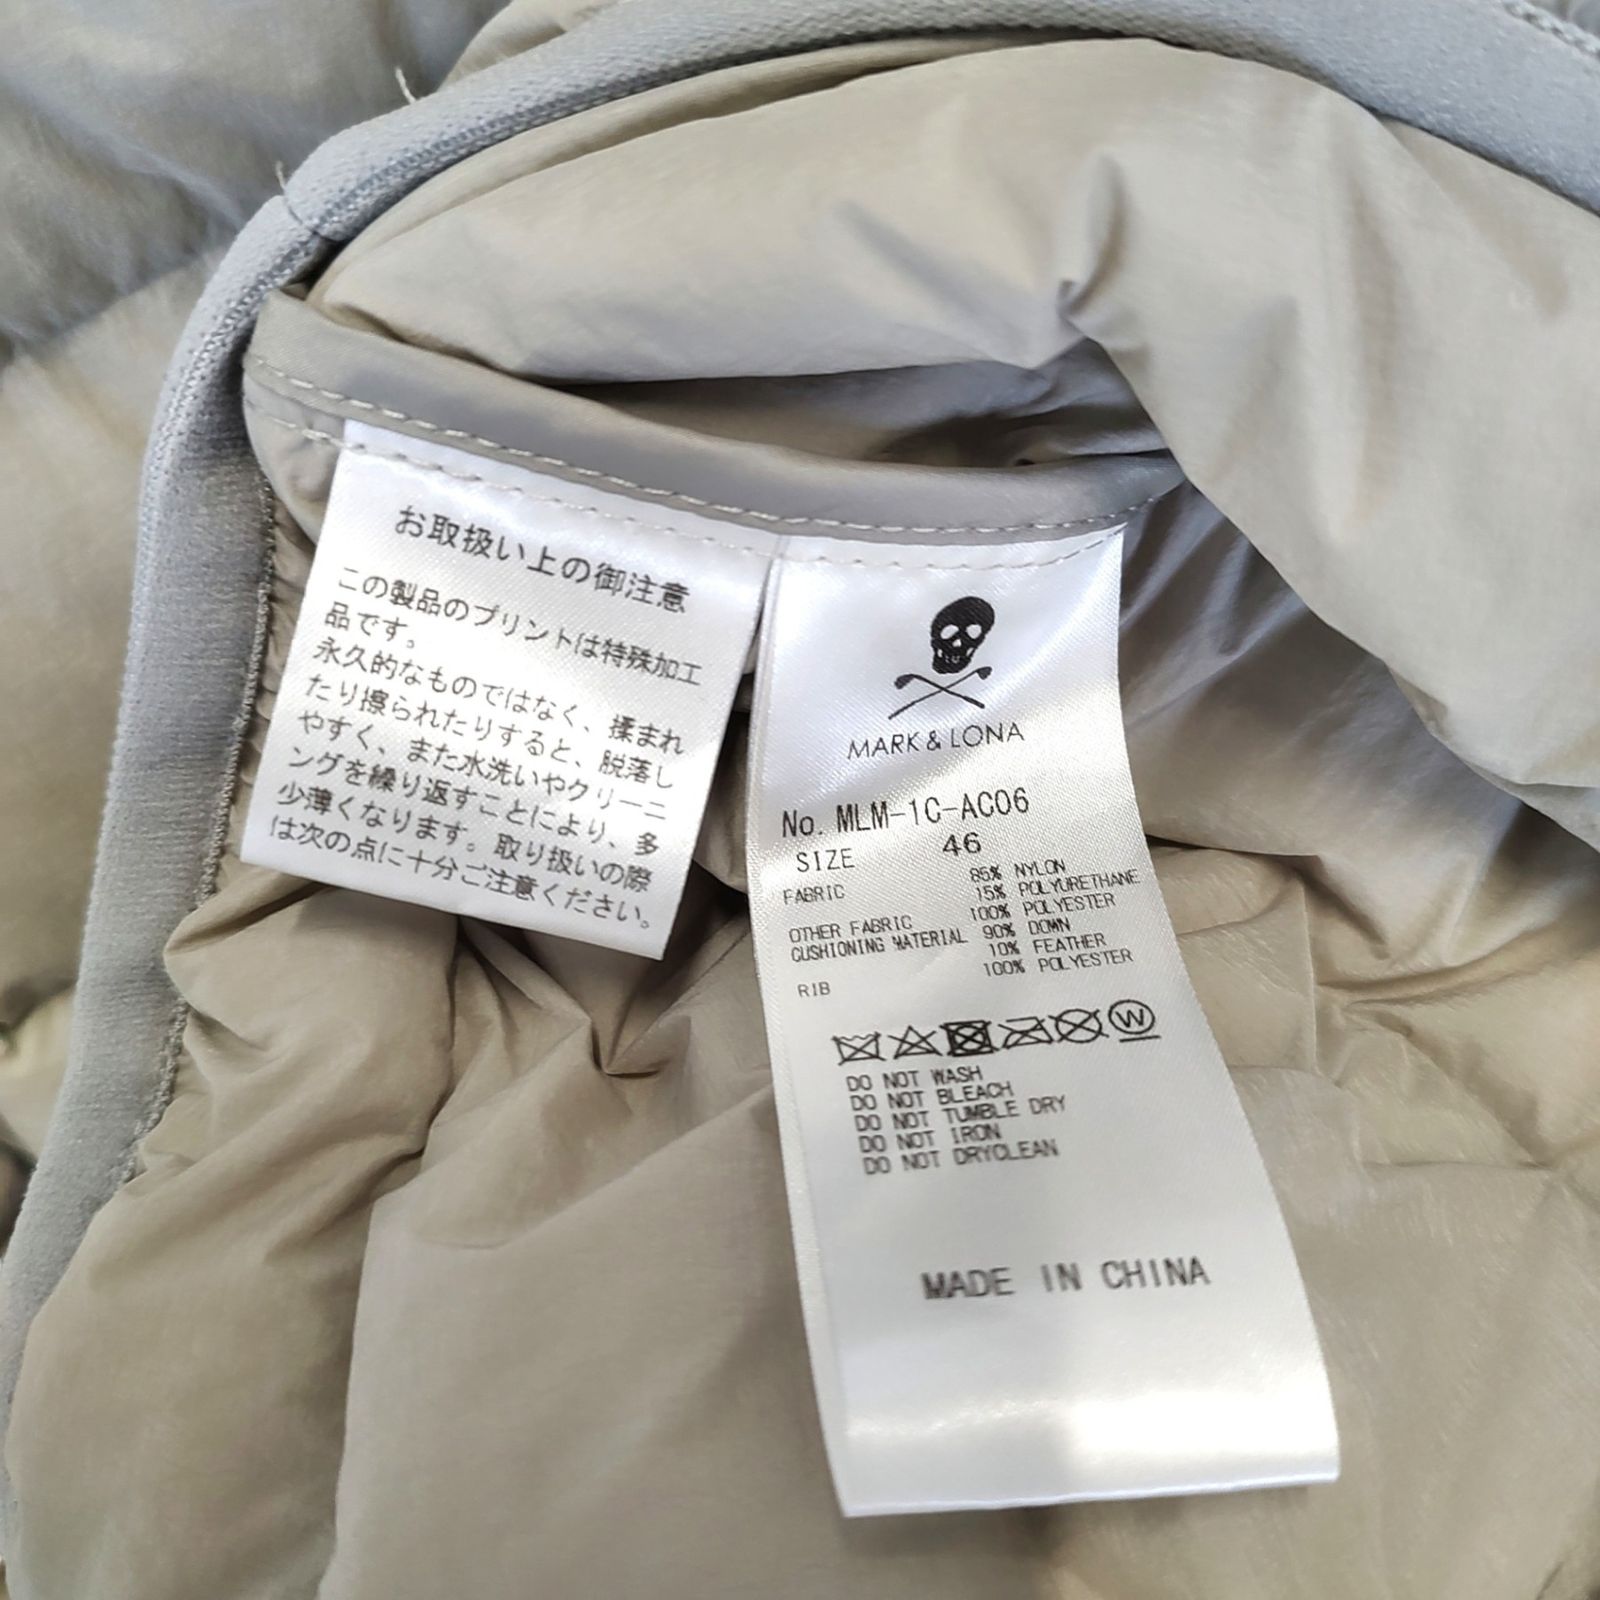 お取扱い上の御注意
この製品のプリントは特殊加工
品です。
永久的なものではなく、揉まれ
たり擦られたりすると、脱落し
やすく、また水洗いやクリーニ
ングを繰り返すことにより、多
少薄くなります。取り扱いの際
は次の点に十分ご注意ください。
MARK & LONA
No. MLM-1C-AC06
SIZE 46
FABRIC 85% NYLON
15% POLYURETHANE
OTHER FABRIC 100% POLYESTER
CUSHIONING MATERIAL 90% DOWN
10% FEATHER
RIB 100% POLYESTER
W
DO NOT WASH
DO NOT BLEACH
DO NOT TUMBLE DRY
DO NOT IRON
DO NOT DRYCLEAN
MADE IN CHINA